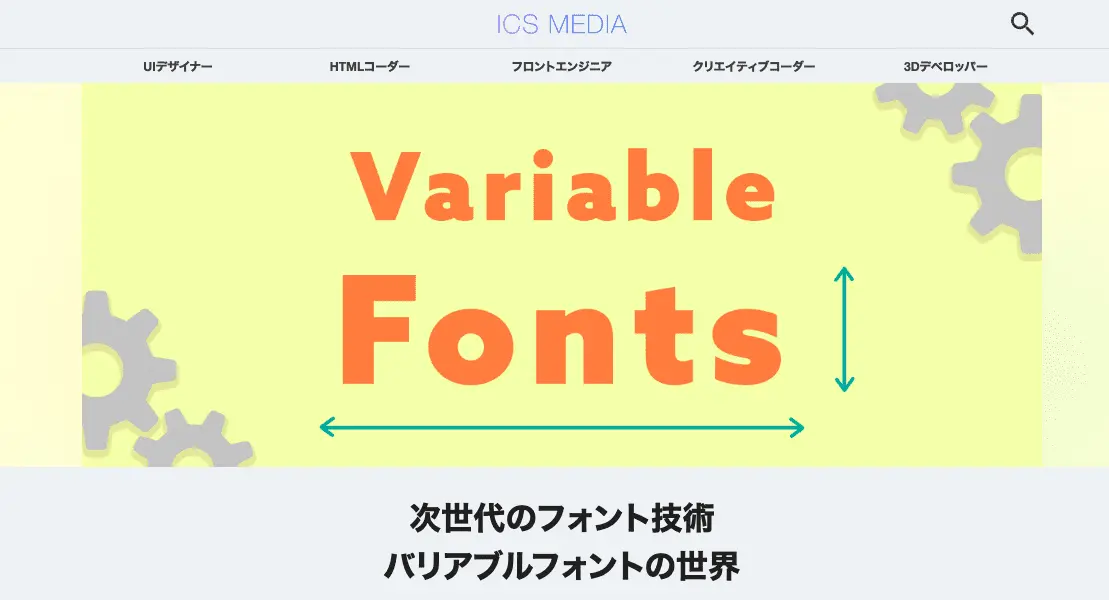 ICS MEDIA
UIデザイナー HTMLコーダー フロントエンジニア クリエイティブコーダー 3Dデベロッパー
Variable
Fonts
次世代のフォント技術
バリアブルフォントの世界